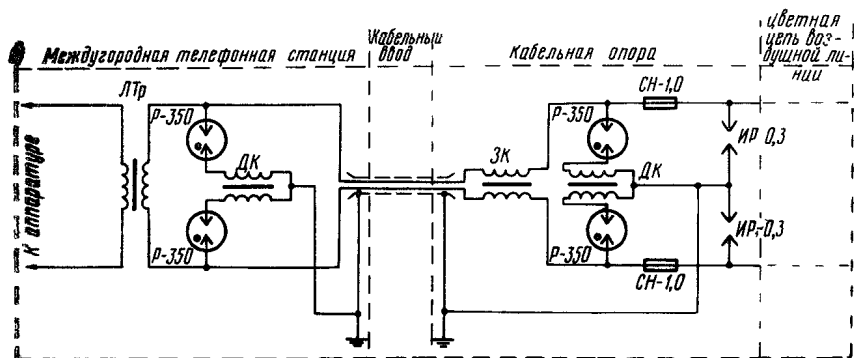 Междугородная телефонная станция
Кабельный
ввод
Кабельная опора
цветная
цепь воз-
душной ли-
нии
ЛТр
Р-350
ДК
Р-350
К аппаратуре
ЗК
Р-350
ДК
Р-350
СН-1,0
СН-1,0
ИР-0,3
ИР-0,3